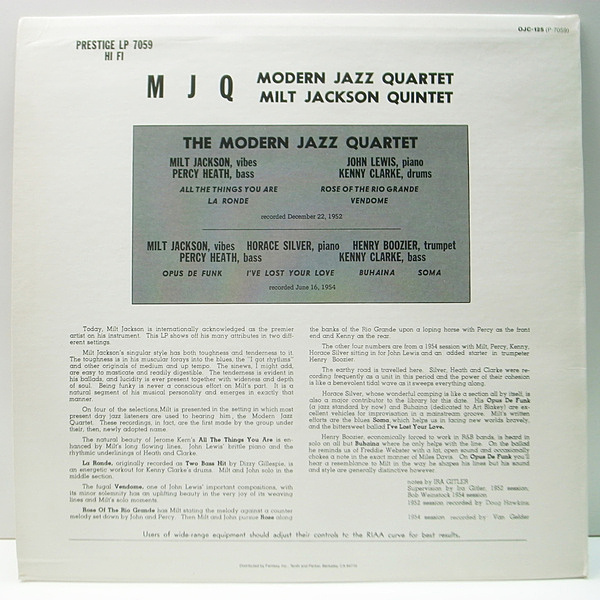 OJC-125 (P-7059)
PRESTIGE LP 7059
HI FI
M J Q
MODERN JAZZ QUARTET
MILT JACKSON QUINTET
THE MODERN JAZZ QUARTET
MILT JACKSON, vibes JOHN LEWIS, piano
PERCY HEATH, bass KENNY CLARKE, drums
ALL THE THINGS YOU ARE ROSE OF THE RIO GRANDE
LA RONDE VENDOME
recorded December 22, 1952
MILT JACKSON, vibes HORACE SILVER, piano HENRY BOOZIER, trumpet
PERCY HEATH, bass KENNY CLARKE, bass
OPUS DE FUNK I'VE LOST YOUR LOVE BUHAINA SOMA
recorded June 16, 1954
Today, Milt Jackson is internationally acknowledged as the premier
artist on his instrument. This LP shows off his many attributes in two diff-
erent settings.
Milt Jackson's singular style has both toughness and tenderness to it.
The toughness is in his muscular forays into the blues, the "I got rhythms"
and other originals of medium and up tempo. The sinews, I might add,
are easy to masticate and readily digestible. The tenderness is evident in
his ballads, and lucidity is ever present together with wideness and depth
of soul. Being funky is never a conscious effort on Milt's part. It is a
natural segment of his musical personality and emerges in exactly that
manner.
On four of the selections, Milt is presented in the setting in which most
present day jazz listeners are used to hearing him, the Modern Jazz
Quartet. These recordings, in fact, are the first made by the group under
their, then, newly adopted name.
The natural beauty of Jerome Kern's All The Things You Are is en-
hanced by Milt's long flowing lines, John's brittle piano and the
rhythmic underlinings of Heath and Clarke.
La Ronde, originally recorded as Two Bass Hit by Dizzy Gillespie, is
an energetic workout for Kenny Clarke's drums. Milt and John solo in the
middle section.
The fugal Vendome, one of John Lewis' important compositions, with
its minor solemnity has an uplifting beauty in the very joy of its weaving
lines and Milt's solo moments.
Rose Of The Rio Grande has Milt stating the melody against a counter
melody set down by John and Percy. Then Milt and John pursue Rose along
the banks of the Rio Grande upon a loping horse with Percy as the front
end and Kenny as the rear.
The other four numbers are from a 1954 session with Milt, Percy, Kenny,
Horace Silver sitting in for John Lewis and an added starter in trumpeter
Henry Boozier.
The earthy road is travelled here. Silver, Heath and Clarke were re-
cording frequently as a unit in this period and the power of their cohesion
is like a benevolent tidal wave as it sweeps everything along.
Horace Silver, whose wonderful comping is like a section all by itself, is
also a major contributor to the library for this date. His Opus De Funk
(a jazz standard by now) and Buhaina (dedicated to Art Blakey) are ex-
cellent vehicles for improvisation in a mainstream groove. Milt's written
efforts are the blues Soma, which helps us in facing new worlds bravely,
and the bittersweet ballad I've Lost Your Love.
Henry Boozier, economically forced to work in R&B bands, is heard in
solo on all but Buhaina where he only helps with the line. On the ballad
he reminds us of Freddie Webster with a fat, open sound and occasionally
chokes a note in the exact manner of Miles Davis. On Opus De Funk you'll
hear a resemblance to Milt in the way he shapes his lines but his sound
and style are generally distinctive however.
notes by IRA GITLER
Supervision by Ira Gitler, 1952 session,
Bob Weinstock 1954 session
1952 session recorded by Doug Hawkins
1954 session recorded by Van Gelder
Users of wide-range equipment should adjust their controls to the RIAA curve for best results.
Distributed by Fantasy, Inc., Tenth and Parker, Berkeley, CA 94710